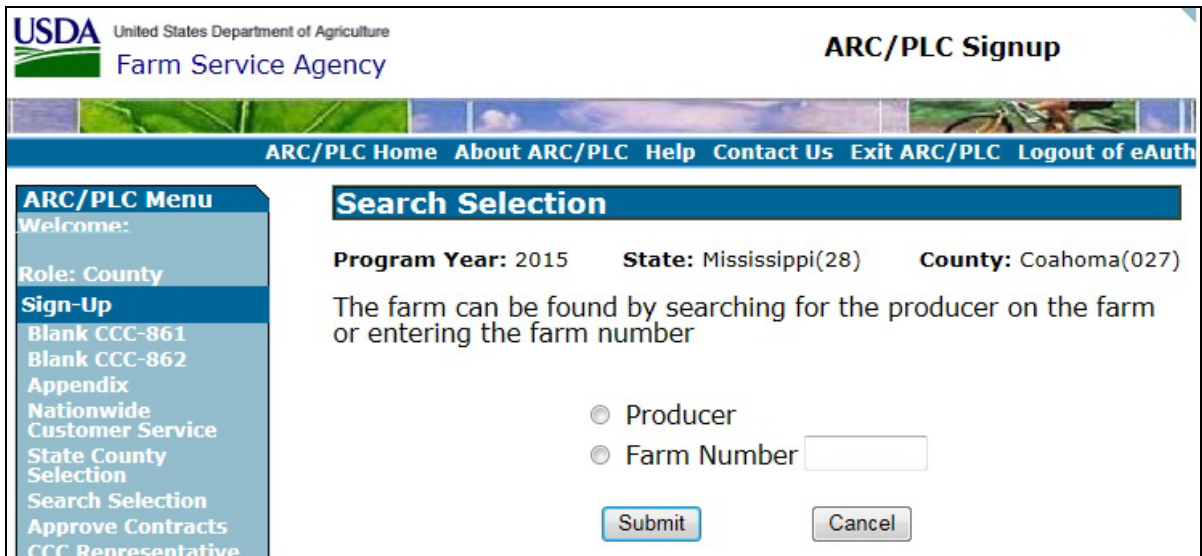 USDA United States Department of Agriculture
Farm Service Agency
ARC/PLC Signup
ARC/PLC Home About ARC/PLC Help Contact Us Exit ARC/PLC Logout of eAuth
ARC/PLC Menu
Welcome:
Role: County
Sign-Up
Blank CCC-861
Blank CCC-862
Appendix
Nationwide
Customer Service
State County
Selection
Search Selection
Approve Contracts
CCC Representative
Search Selection
Program Year: 2015 State: Mississippi(28) County: Coahoma(027)
The farm can be found by searching for the producer on the farm
or entering the farm number
Producer
Farm Number
Submit Cancel